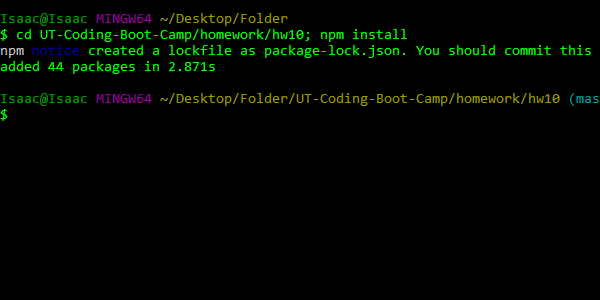 Isaac@Isaac MINGW64 ~/Desktop/Folder
$ cd UT-Coding-Boot-Camp/homework/hw10; npm install
npm notice created a lockfile as package-lock.json. You should commit this
added 44 packages in 2.871s
Isaac@Isaac MINGW64 ~/Desktop/Folder/UT-Coding-Boot-Camp/homework/hw10 (mas
$